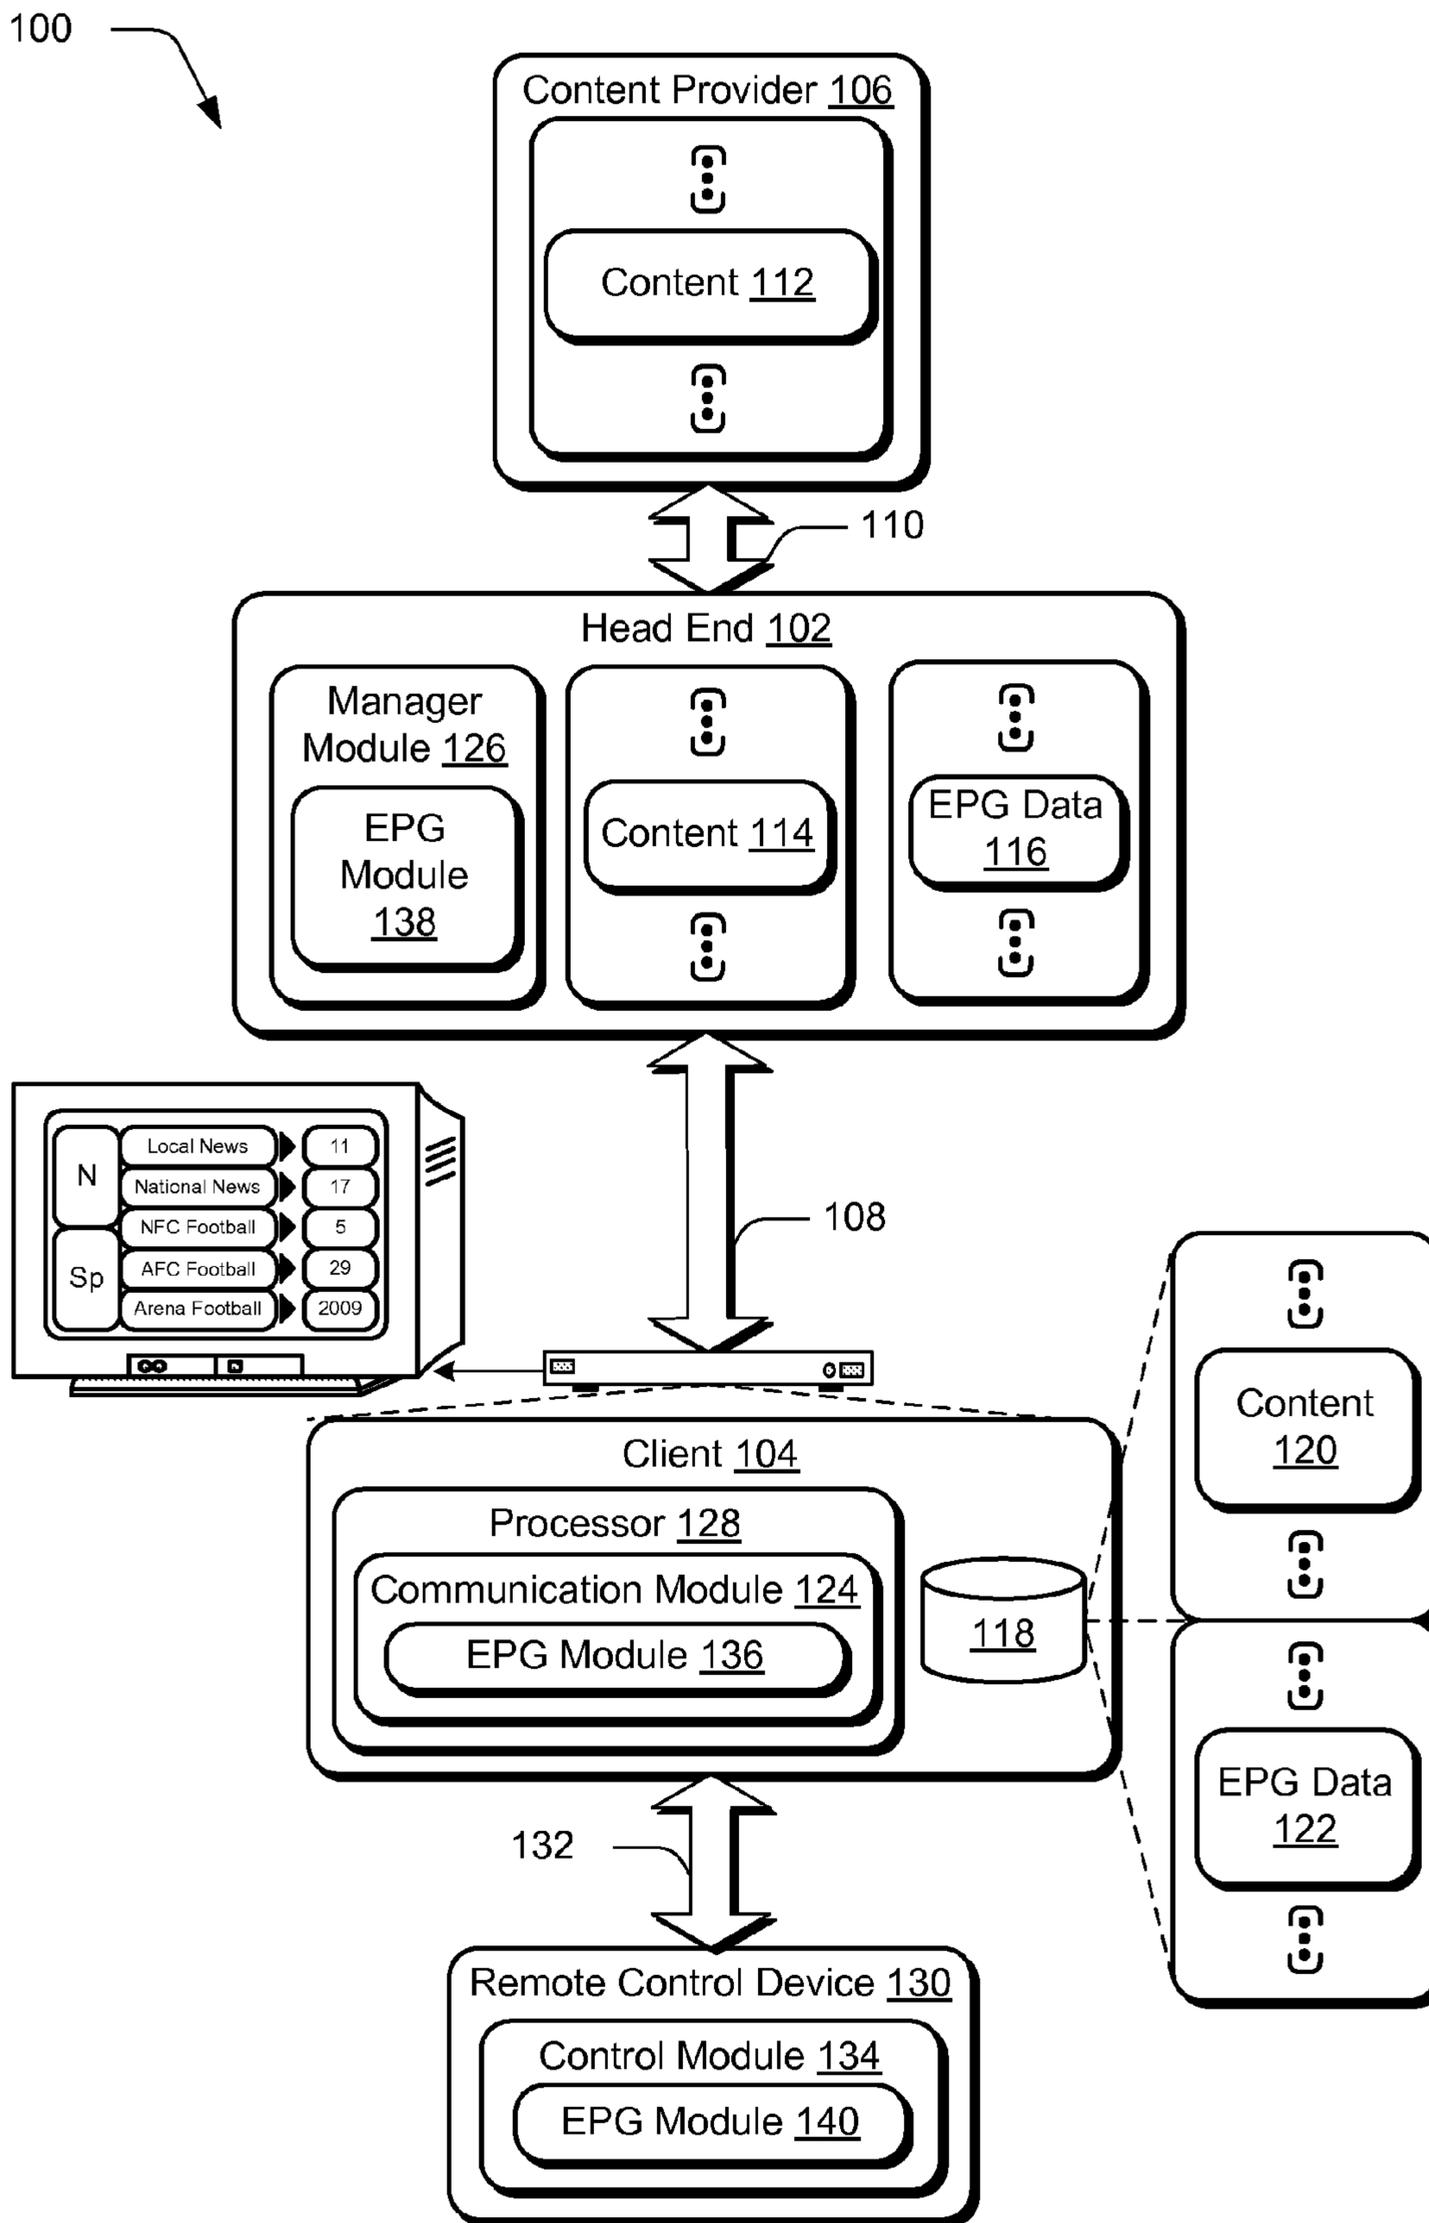 100
Content Provider 106
Content 112
110
Head End 102
Manager
Module 126
EPG
Module
138
Content 114
EPG Data
116
N
Local News
11
National News
17
Sp
NFC Football
5
AFC Football
29
Arena Football
2009
108
Client 104
Processor 128
Communication Module 124
EPG Module 136
118
Content
120
EPG Data
122
132
Remote Control Device 130
Control Module 134
EPG Module 140